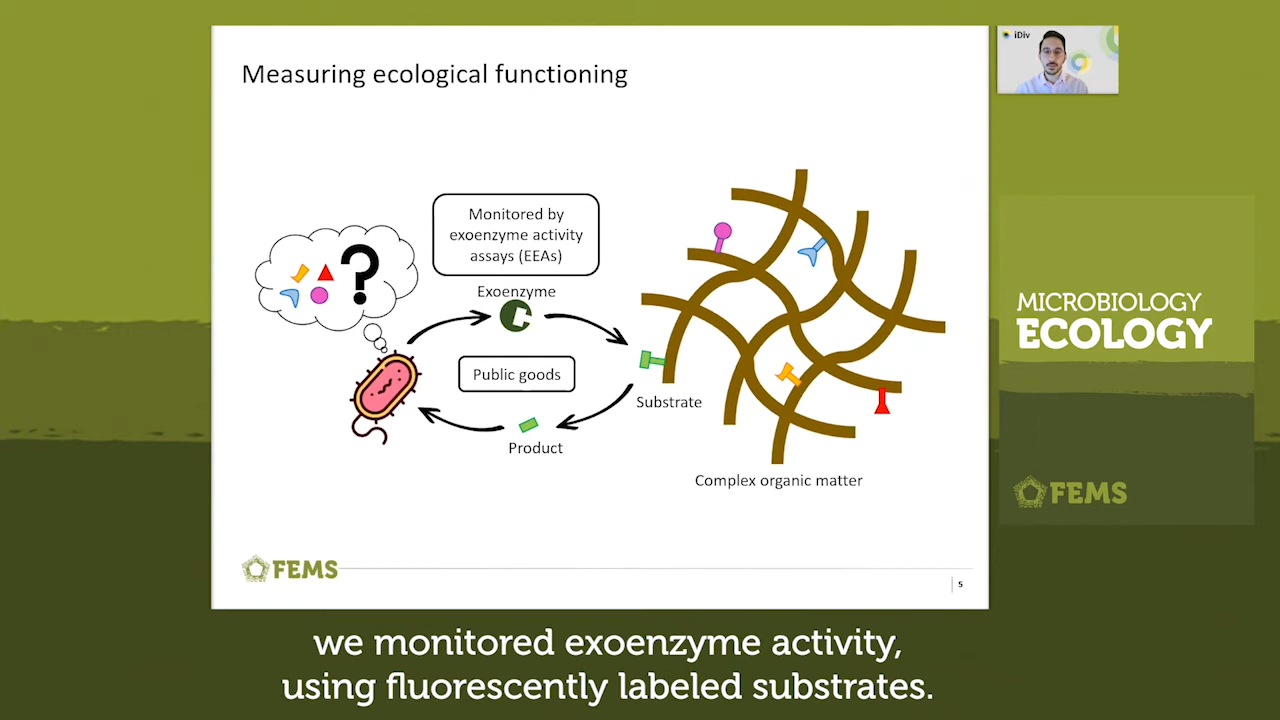 Measuring ecological functioning
Monitored by
exoenzyme activity
assays (EEAs)
Exoenzyme
?
Public goods
Substrate
Product
Complex organic matter
FEMS
5
iDiv
MICROBIOLOGY
ECOLOGY
FEMS
we monitored exoenzyme activity,
using fluorescently labeled substrates.